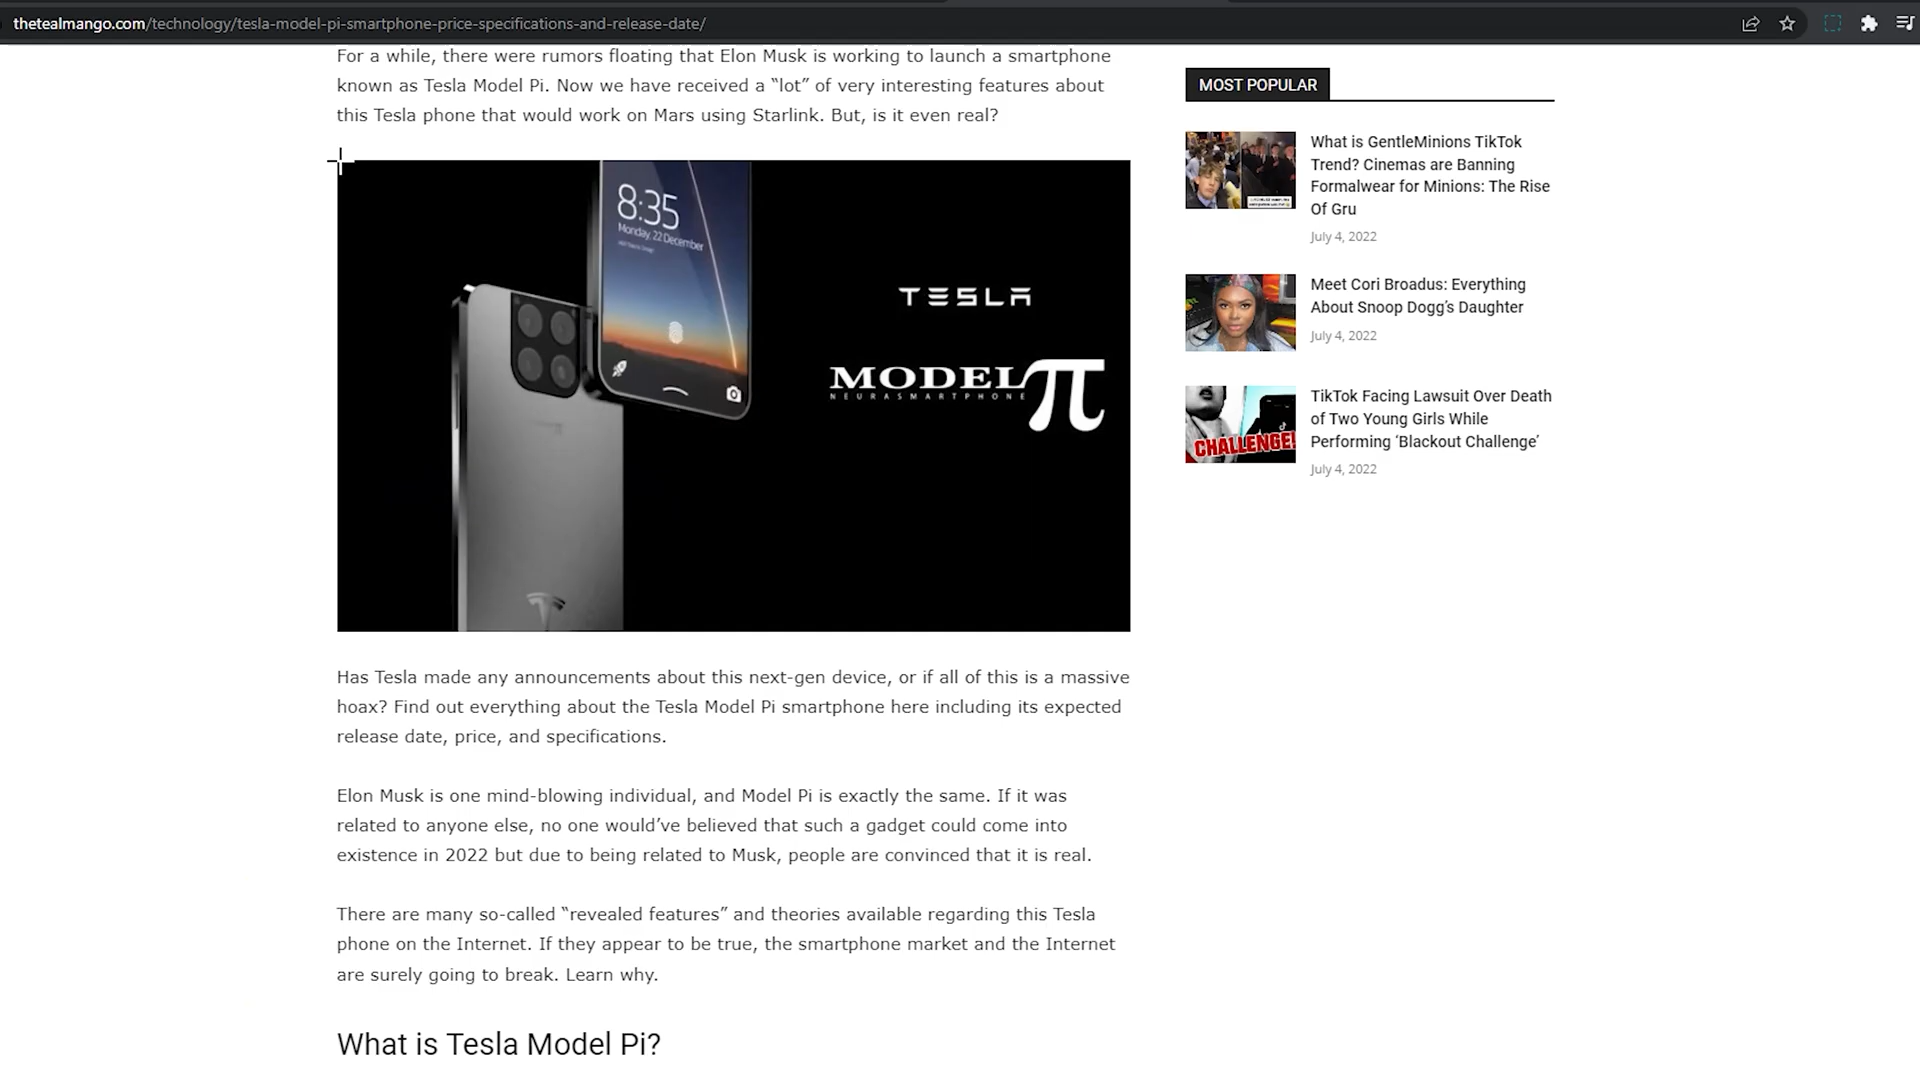 thetealmango.com/technology/tesla-model-pi-smartphone-price-specifications-and-release-date/
For a while, there were rumors floating that Elon Musk is working to launch a smartphone
known as Tesla Model Pi. Now we have received a “lot” of very interesting features about
this Tesla phone that would work on Mars using Starlink. But, is it even real?
8:35
Monday, 22 December
TESLA
MODEL π
NEURASMARTPHONE
Has Tesla made any announcements about this next-gen device, or if all of this is a massive
hoax? Find out everything about the Tesla Model Pi smartphone here including its expected
release date, price, and specifications.
Elon Musk is one mind-blowing individual, and Model Pi is exactly the same. If it was
related to anyone else, no one would’ve believed that such a gadget could come into
existence in 2022 but due to being related to Musk, people are convinced that it is real.
There are many so-called “revealed features” and theories available regarding this Tesla
phone on the Internet. If they appear to be true, the smartphone market and the Internet
are surely going to break. Learn why.
What is Tesla Model Pi?
MOST POPULAR
What is GentleMinions TikTok
Trend? Cinemas are Banning
Formalwear for Minions: The Rise
Of Gru
July 4, 2022
Meet Cori Broadus: Everything
About Snoop Dogg’s Daughter
July 4, 2022
CHALLENGE!
TikTok Facing Lawsuit Over Death
of Two Young Girls While
Performing ‘Blackout Challenge’
July 4, 2022